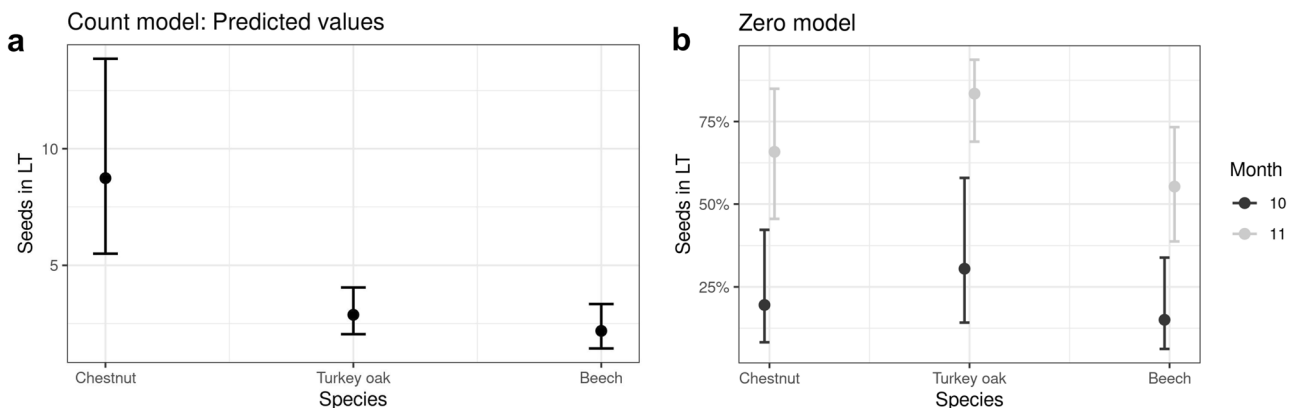 a
Count model: Predicted values
Seeds in LT
10
5
Chestnut
Turkey oak
Beech
Species
b
Zero model
Seeds in LT
75%
50%
25%
Chestnut
Turkey oak
Beech
Species
Month
10
11